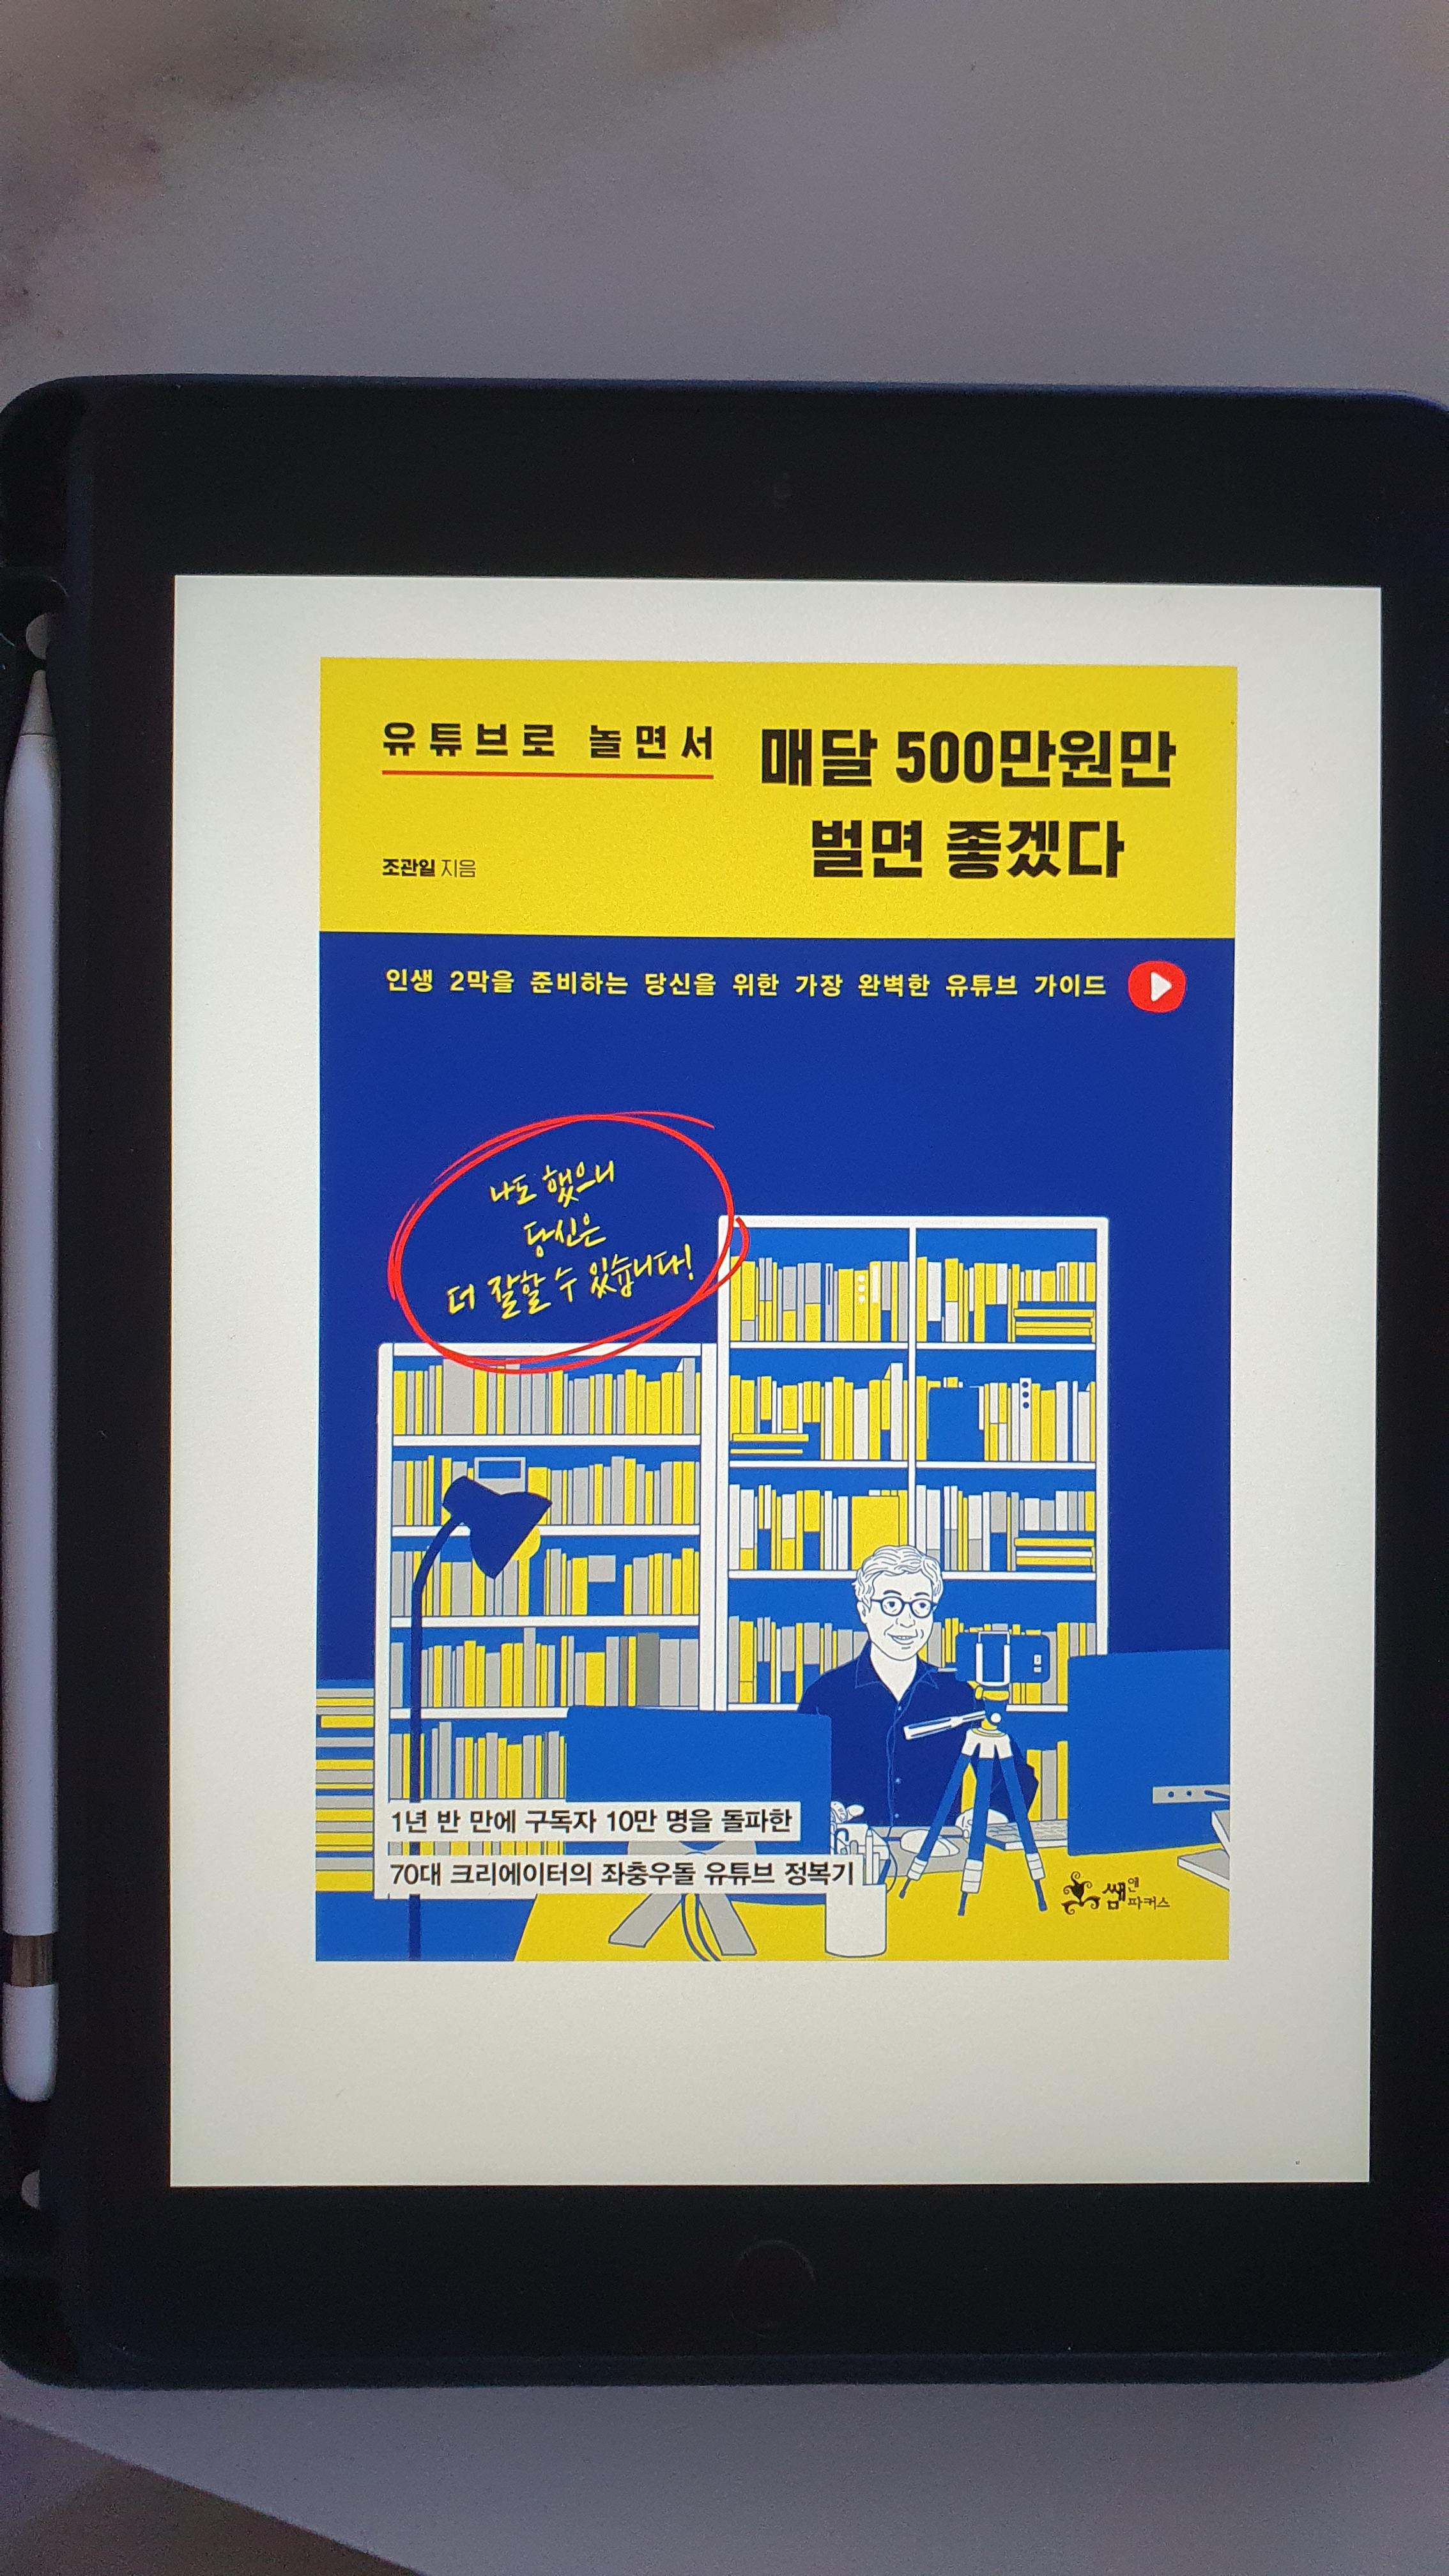 유튜브로 놀면서
매달 500만원만
벌면 좋겠다
조관일 지음
인생 2막을 준비하는 당신을 위한 가장 완벽한 유튜브 가이드
나도 했으니
당신은
더 잘할 수 있습니다!
1년 반 만에 구독자 10만 명을 돌파한
70대 크리에이터의 좌충우돌 유튜브 정복기
쌤앤파커스